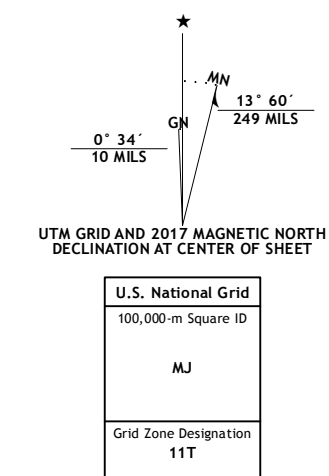 MN
GN
13° 60´
249 MILS
0° 34´
10 MILS
UTM GRID AND 2017 MAGNETIC NORTH
DECLINATION AT CENTER OF SHEET
U.S. National Grid
100,000-m Square ID
MJ
Grid Zone Designation
11T